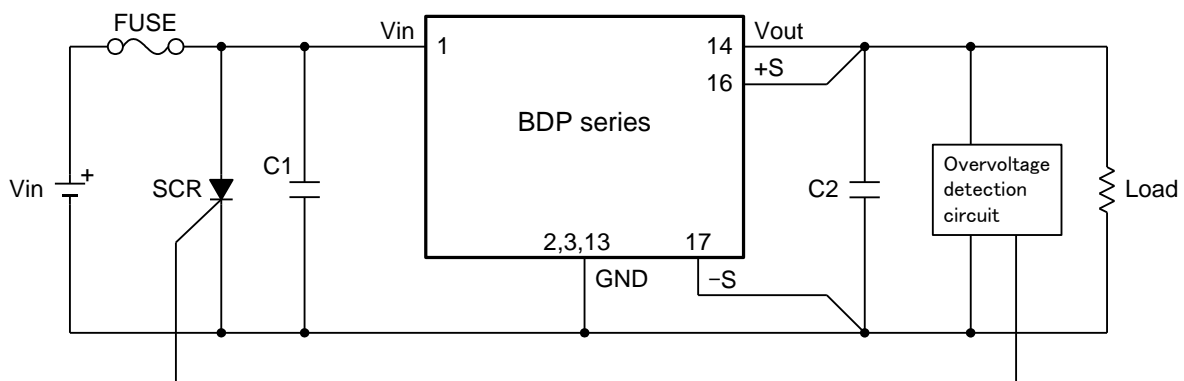 FUSE
Vin
1
14
Vout
16
+S
BDP series
C1
SCR
Vin
+
C2
Overvoltage
detection
circuit
Load
2,3,13
17
GND
−S